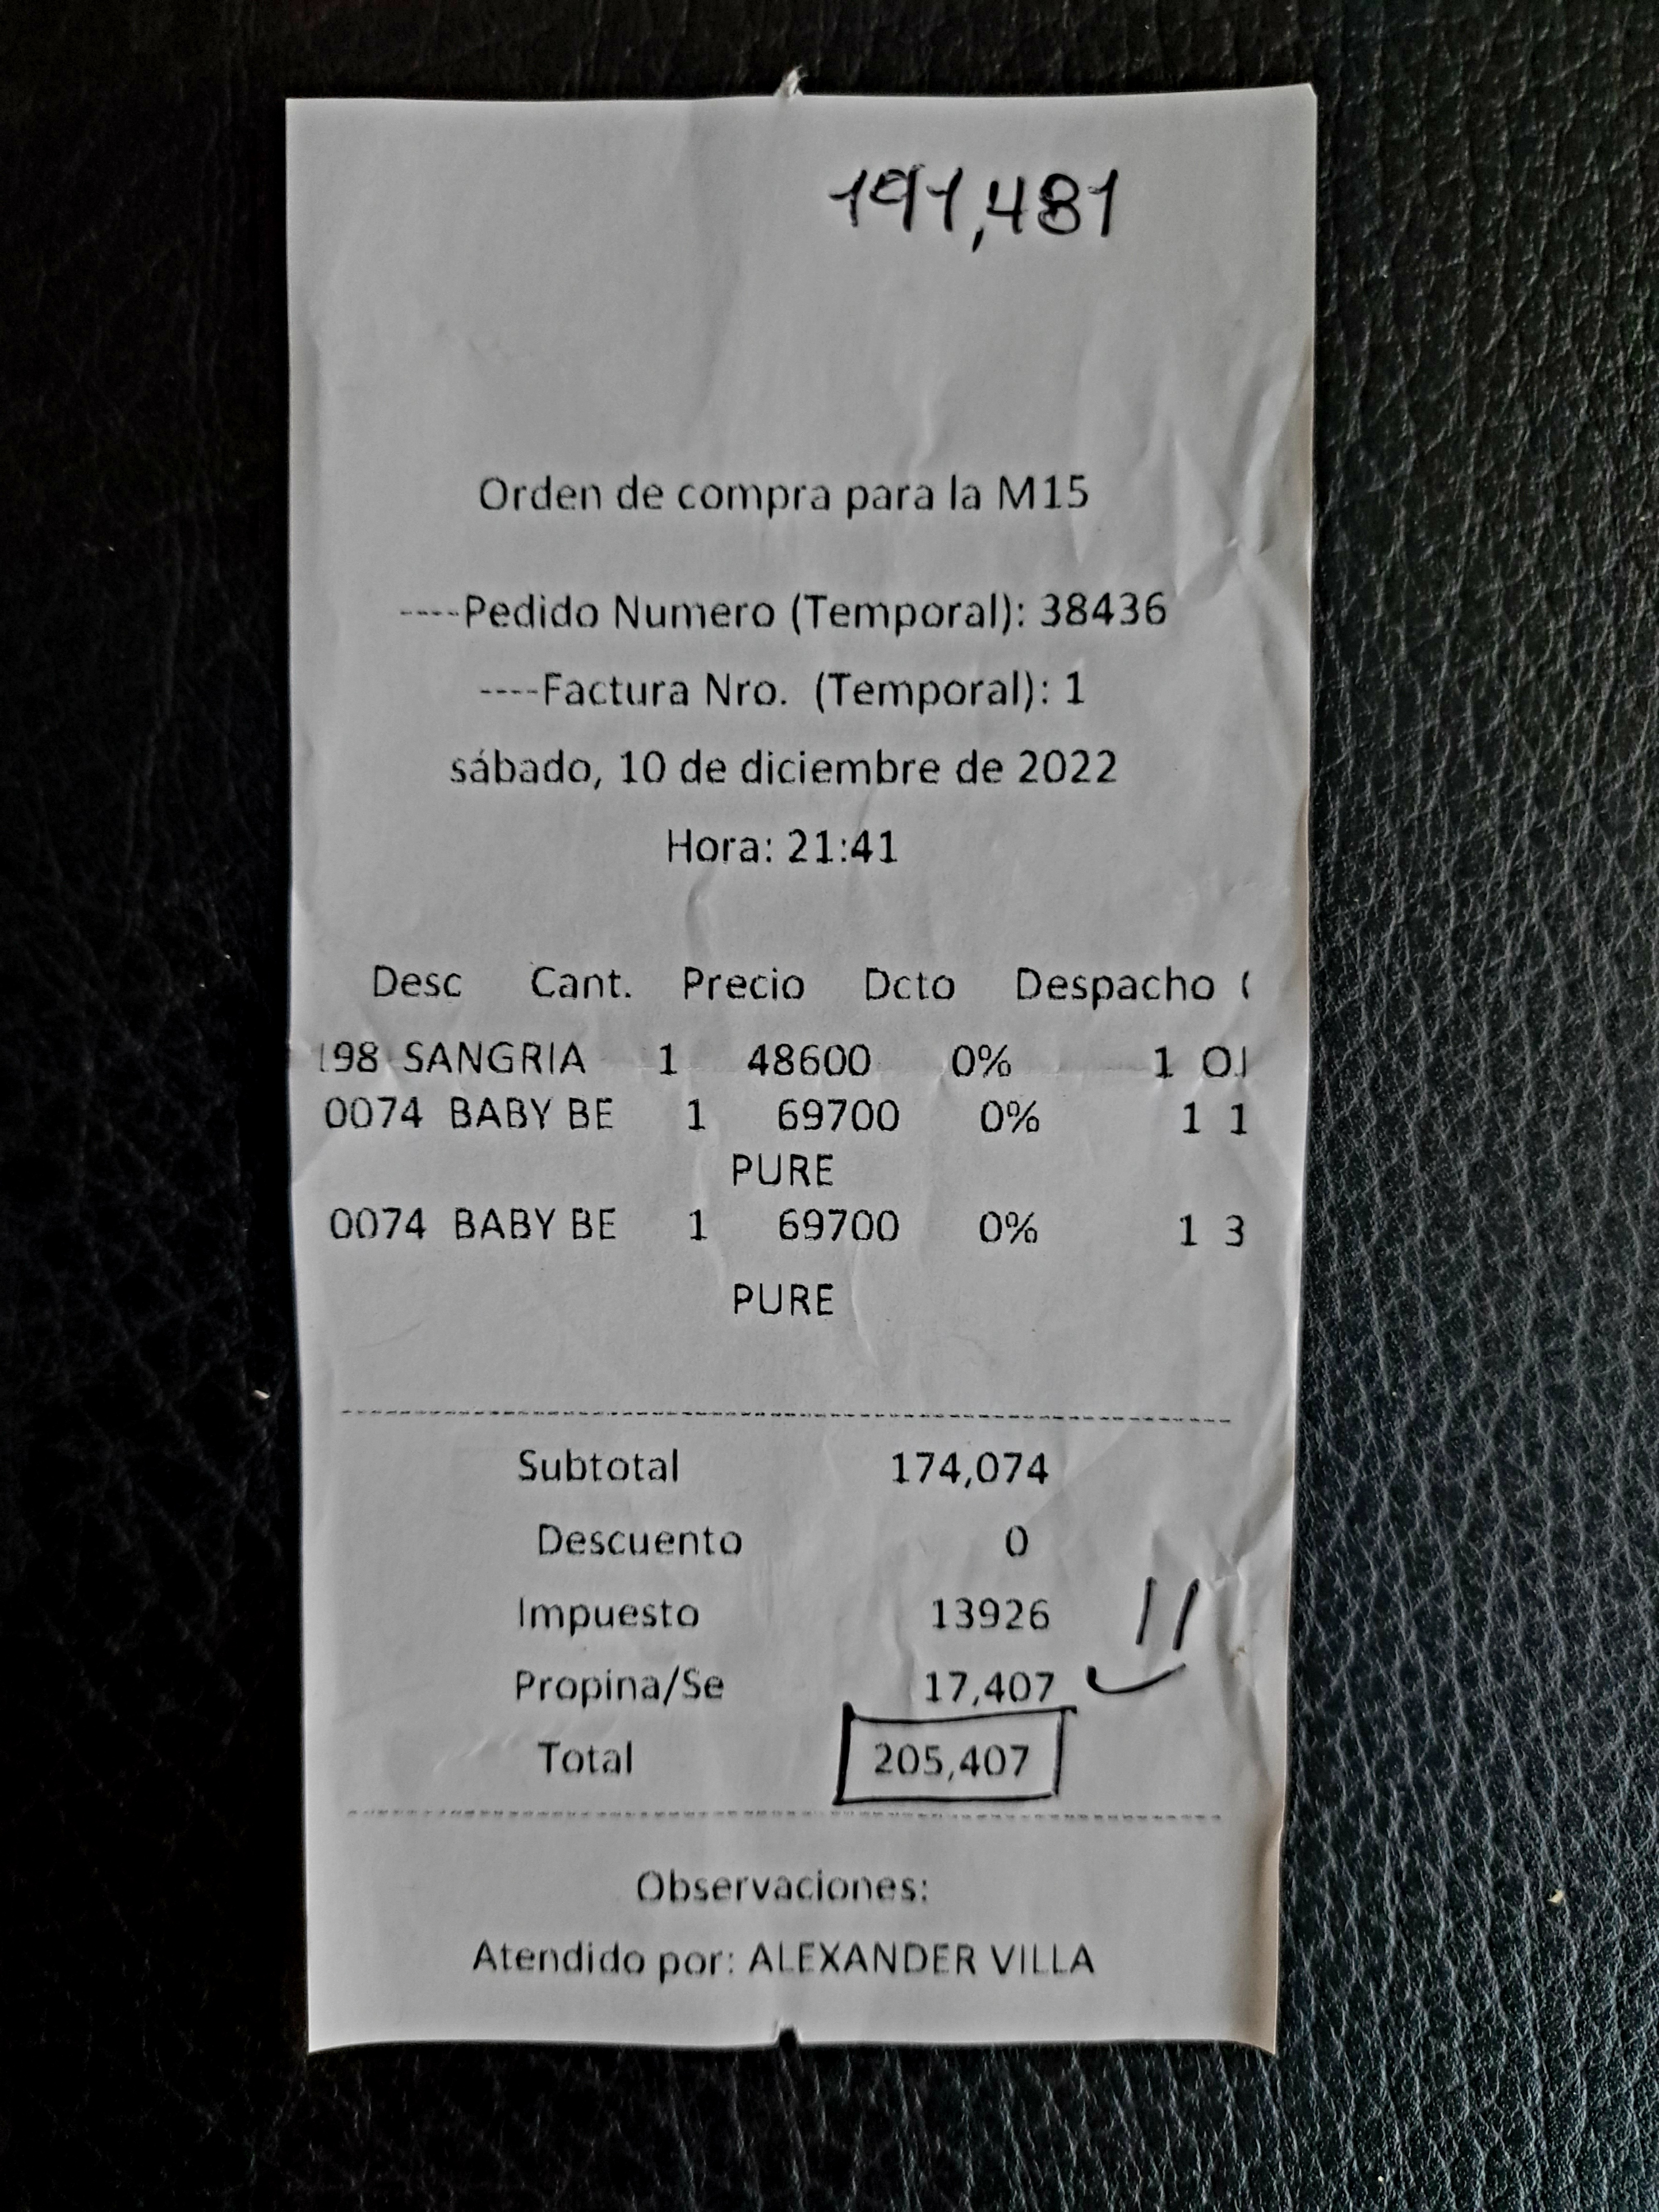 191,481
Orden de compra para la M15
----Pedido Numero (Temporal): 38436
----Factura Nro. (Temporal): 1
sábado, 10 de diciembre de 2022
Hora: 21:41
Desc Cant. Precio Dcto Despacho
198 SANGRIA 1 48600 0% 1
0074 BABY BE 1 69700 0% 1 1
PURE
0074 BABY BE 1 69700 0% 1 3
PURE
Subtotal 174,074
Descuento 0
Impuesto 13926
Propina/Se 17,407
Total 205,407
Observaciones:
Atendido por: ALEXANDER VILLA